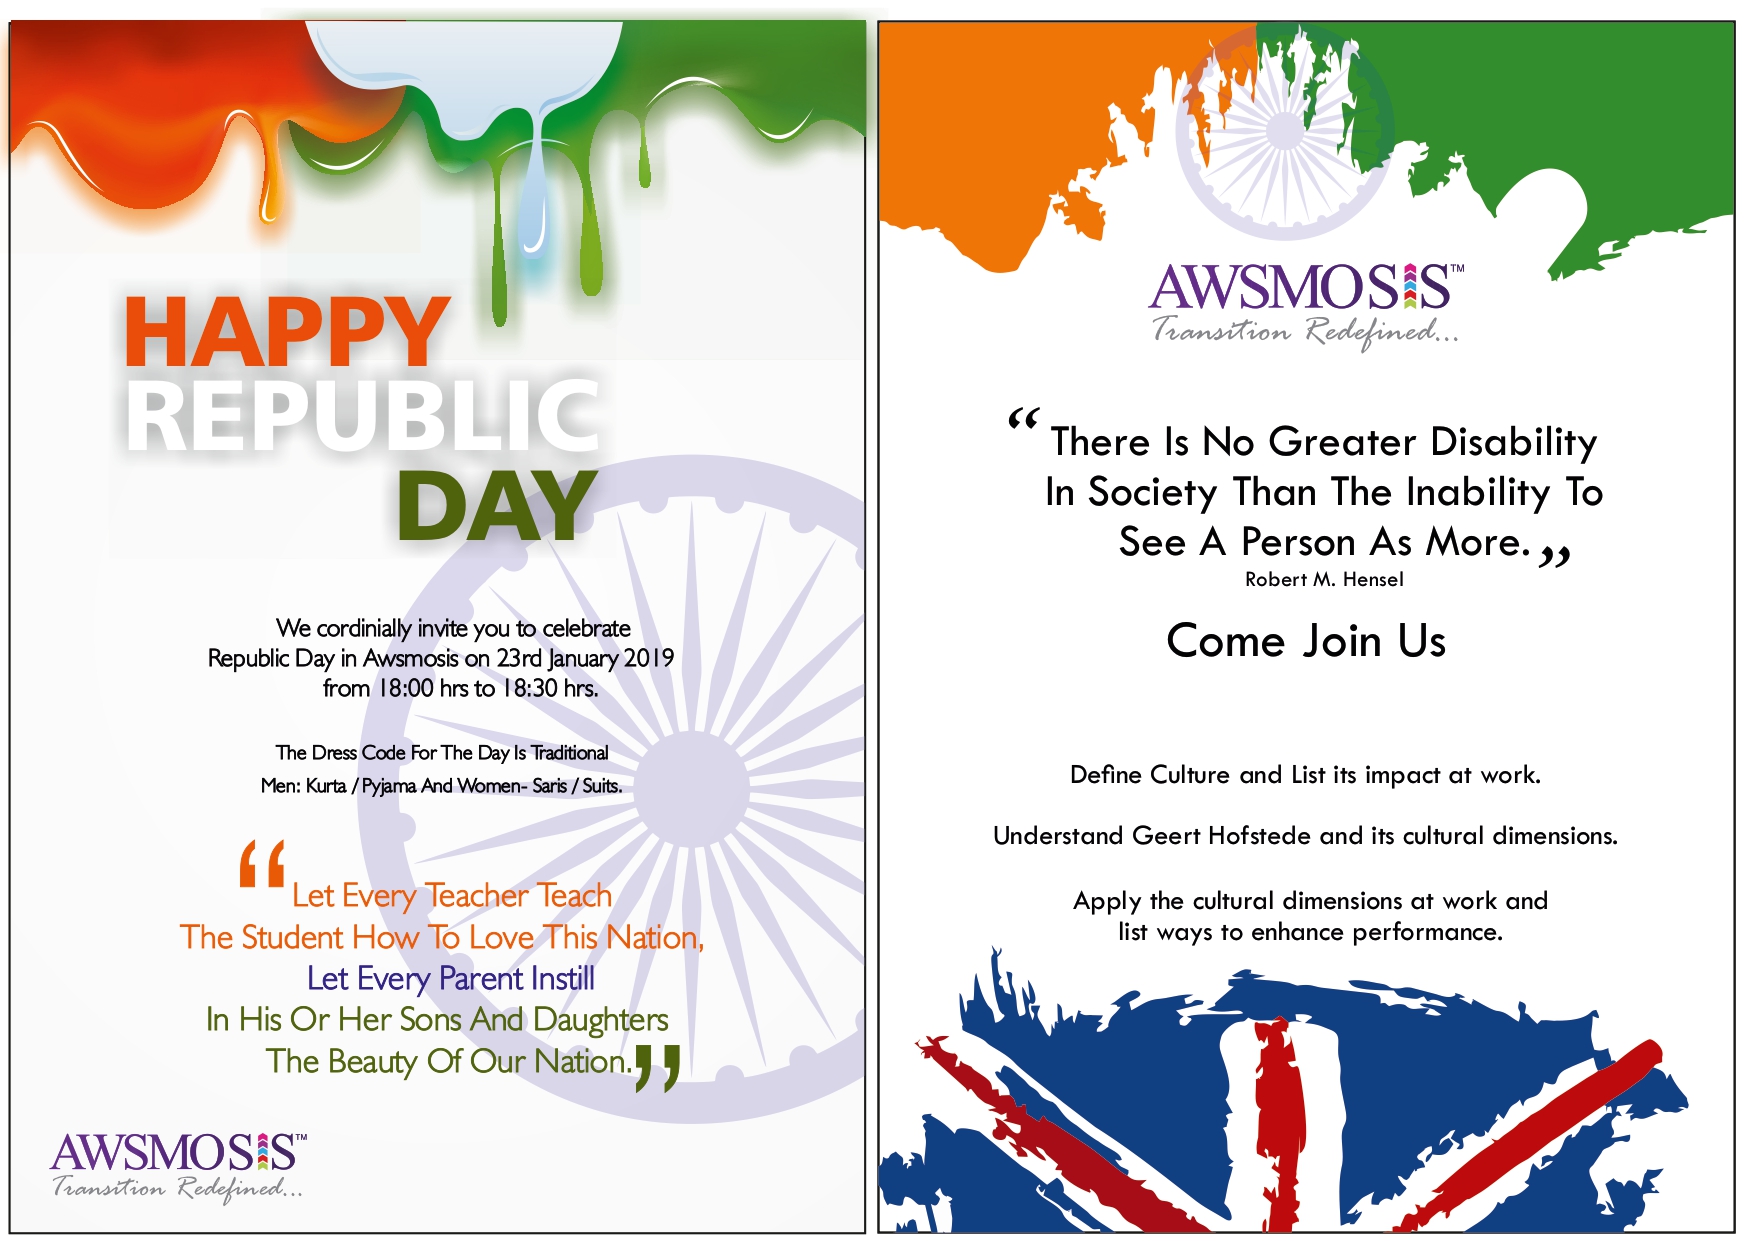 HAPPY
REPUBLIC
DAY
We cordinially invite you to celebrate
Republic Day in Awsmosis on 23rd January 2019
from 18:00 hrs to 18:30 hrs.
The Dress Code For The Day Is Traditional
Men: Kurta / Pyjama And Women- Saris / Suits.
“Let Every Teacher Teach
The Student How To Love This Nation,
Let Every Parent Instill
In His Or Her Sons And Daughters
The Beauty Of Our Nation.”
AWSMOSIS™
Transition Redefined...
AWSMOSIS™
Transition Redefined...
“There Is No Greater Disability
In Society Than The Inability To
See A Person As More.”
Robert M. Hensel
Come Join Us
Define Culture and List its impact at work.
Understand Geert Hofstede and its cultural dimensions.
Apply the cultural dimensions at work and
list ways to enhance performance.